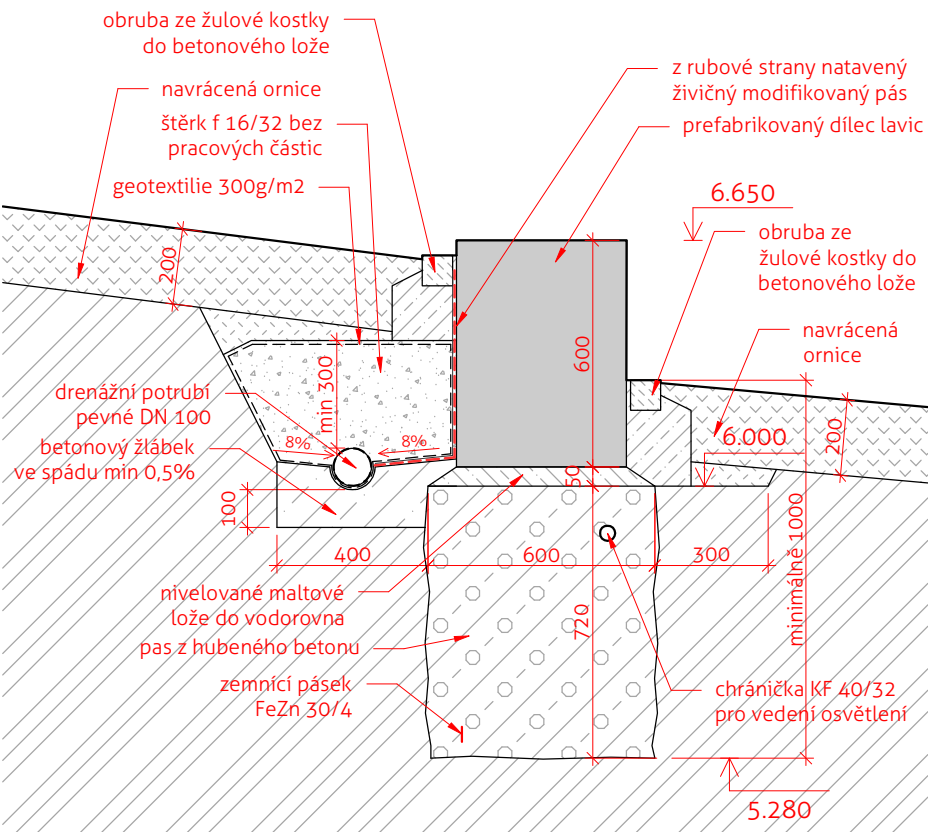 obruba ze žulové kostky
do betonového lože
navrácená ornice
štěrk f 16/32 bez
pracových částic
geotextilie 300g/m2
z rubové strany natavený
živičný modifikovaný pás
prefabrikovaný dílec lavic
6.650
obruba ze
žulové kostky do
betonového lože
navrácená
ornice
200
600
min 300
drenážní potrubí
pevné DN 100
betonový žlábek
ve spádu min 0,5%
8%
8%
6.000
200
50
100
400
600
300
minimálně 1000
720
nivelované maltové
lože do vodorovna
pas z hubeného betonu
zemnící pásek
FeZn 30/4
chránička KF 40/32
pro vedení osvětlení
5.280